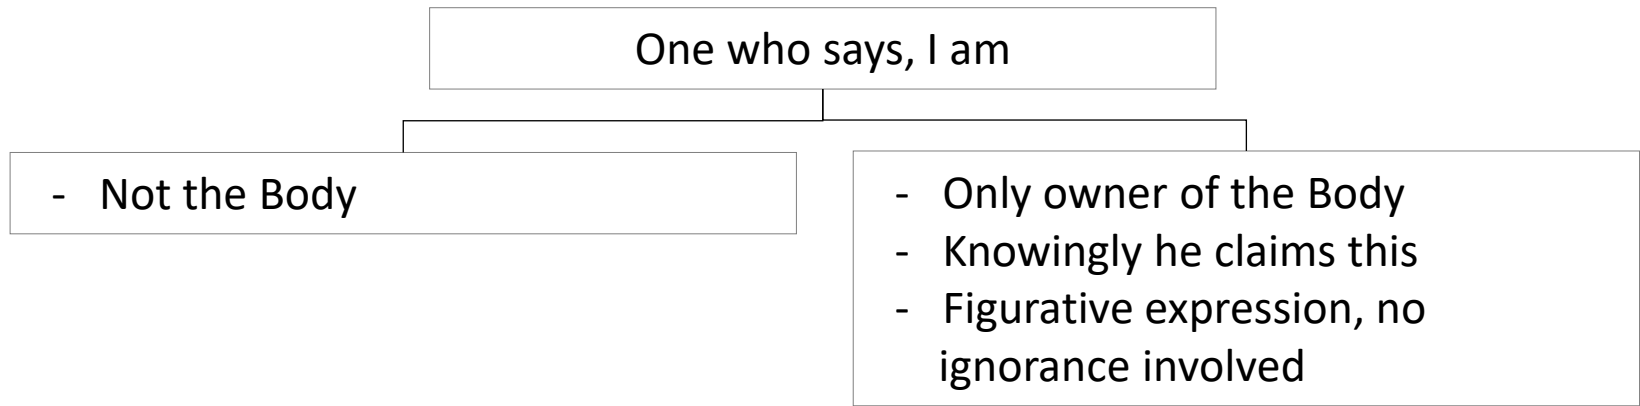 One who says, I am
- Not the Body
- Only owner of the Body
- Knowingly he claims this
- Figurative expression, no
ignorance involved